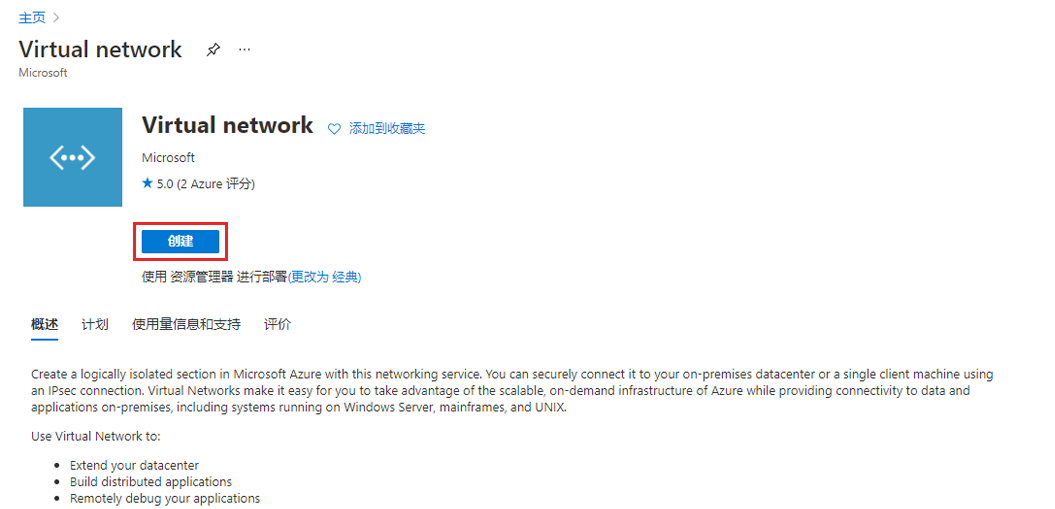 主页
Virtual network
Microsoft
Virtual network 添加到收藏夹
Microsoft
5.0 (2 Azure 评分)
创建
使用 资源管理器 进行部署(更改为 经典)
概述 计划 使用量信息和支持 评价
Create a logically isolated section in Microsoft Azure with this networking service. You can securely connect it to your on-premises datacenter or a single client machine using
an IPsec connection. Virtual Networks make it easy for you to take advantage of the scalable, on-demand infrastructure of Azure while providing connectivity to data and
applications on-premises, including systems running on Windows Server, mainframes, and UNIX.
Use Virtual Network to:
• Extend your datacenter
• Build distributed applications
• Remotely debug your applications